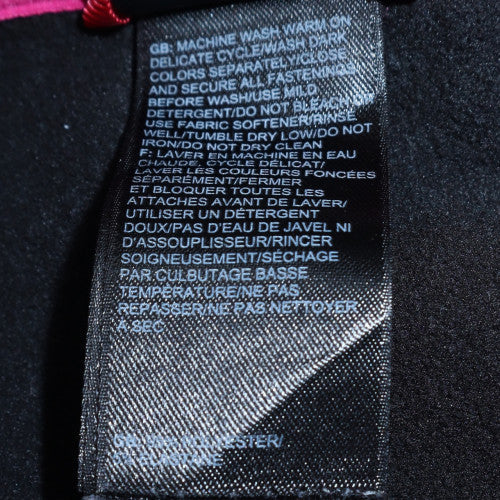 GB: MACHINE WASH WARM ON
DELICATE CYCLE/WASH DARK
COLORS SEPARATELY/CLOSE
AND SECURE ALL FASTENINGS
BEFORE WASH/USE MILD
DETERGENT/DO NOT BLEACH/
USE FABRIC SOFTENER/RINSE
WELL/TUMBLE DRY LOW/DO NOT
IRON/DO NOT DRY CLEAN
F: LAVER EN MACHINE EN EAU
CHAUDE, CYCLE DÉLICAT/
LAVER LES COULEURS FONCÉES
SÉPARÉMENT/FERMER
ET BLOQUER TOUTES LES
ATTACHES AVANT DE LAVER/
UTILISER UN DÉTERGENT
DOUX/PAS D'EAU DE JAVEL NI
D'ASSOUPLISSEUR/RINCER
SOIGNEUSEMENT/SÉCHAGE
PAR CULBUTAGE BASSE
TEMPÉRATURE/NE PAS
REPASSER/NE PAS NETTOYER
À SEC
GB: POLYESTER/